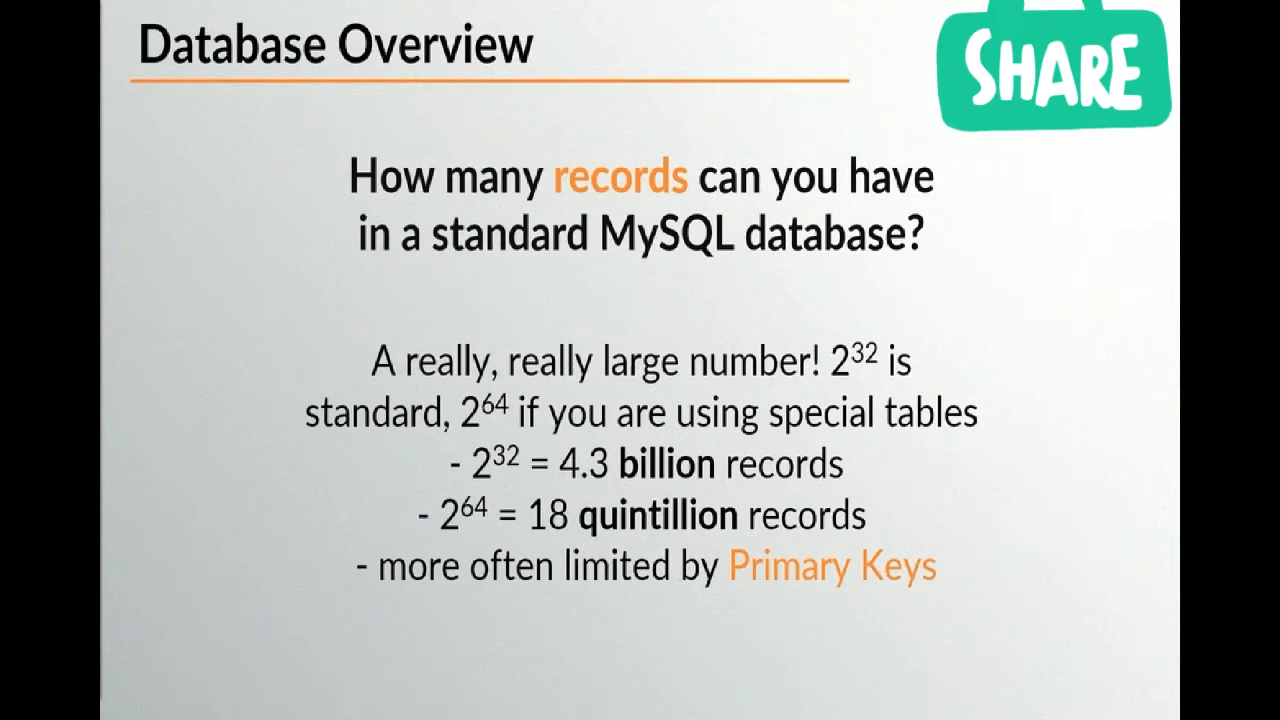 Database Overview
SHARE
How many records can you have
in a standard MySQL database?
A really, really large number! 2³² is
standard, 2⁶⁴ if you are using special tables
- 2³² = 4.3 billion records
- 2⁶⁴ = 18 quintillion records
- more often limited by Primary Keys